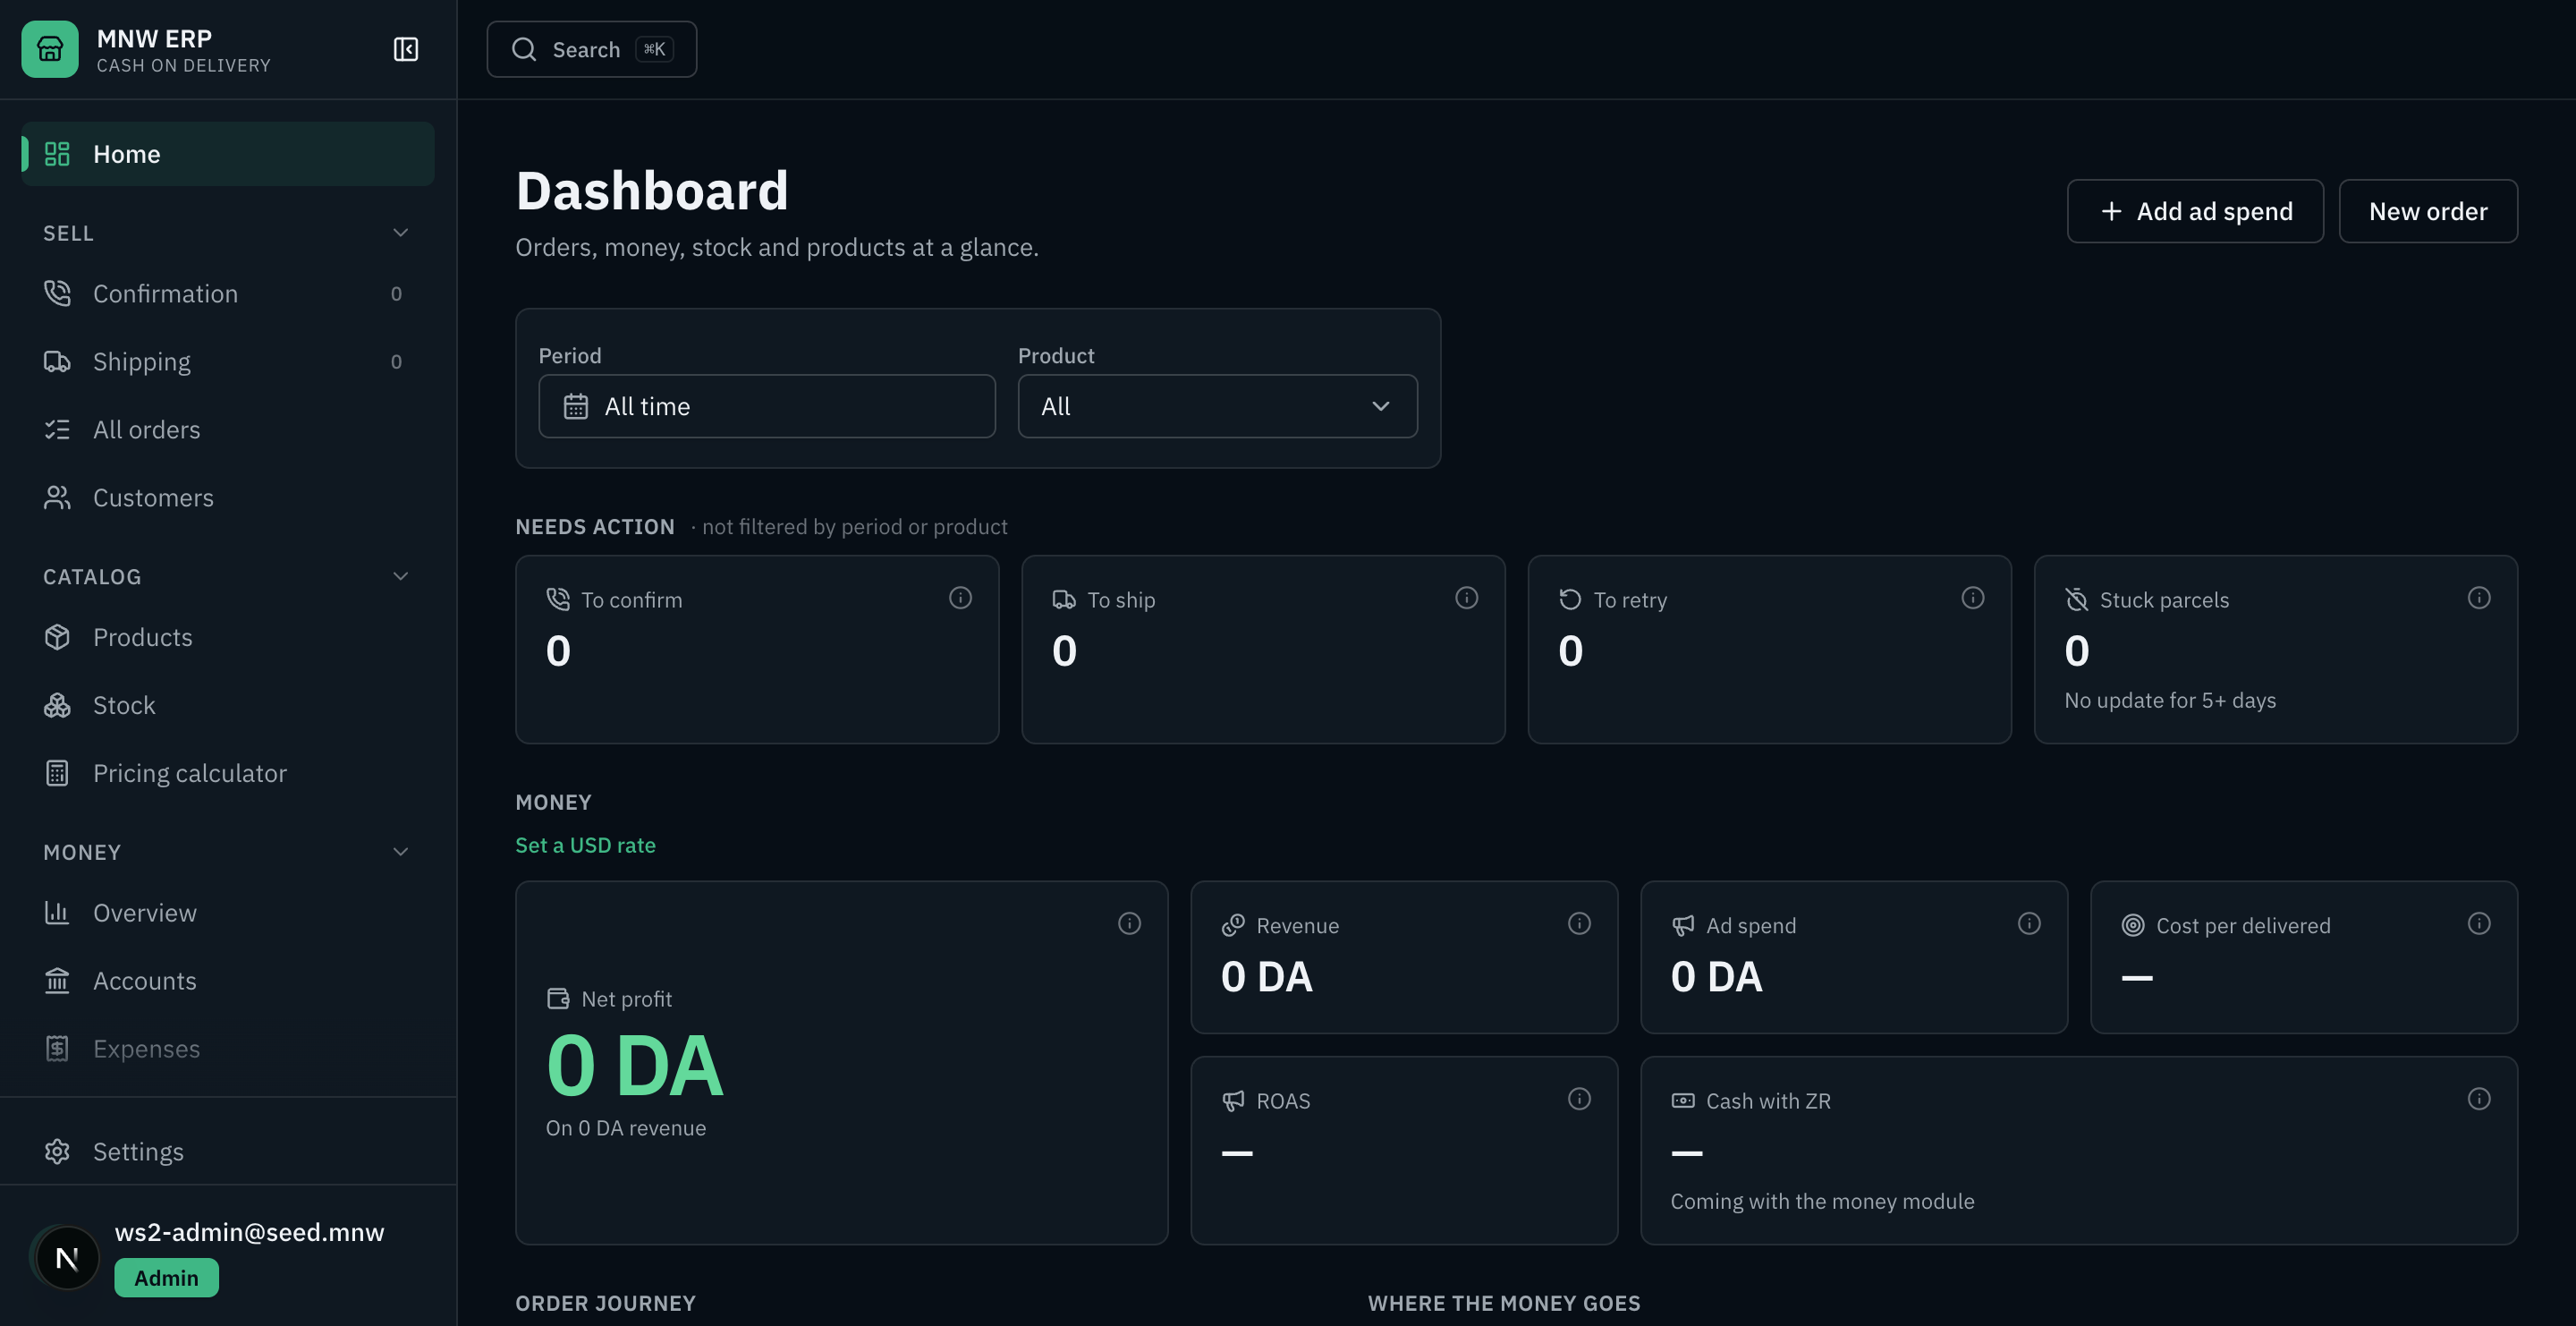 MNW ERP
CASH ON DELIVERY
Home
SELL
Confirmation 0
Shipping 0
All orders
Customers
CATALOG
Products
Stock
Pricing calculator
MONEY
Overview
Accounts
Expenses
Settings
N
ws2-admin@seed.mnw
Admin
Search ⌘K
Dashboard
Orders, money, stock and products at a glance.
+ Add ad spend
New order
Period
All time
Product
All
NEEDS ACTION · not filtered by period or product
To confirm
0
To ship
0
To retry
0
Stuck parcels
0
No update for 5+ days
MONEY
Set a USD rate
Net profit
0 DA
On 0 DA revenue
Revenue
0 DA
Ad spend
0 DA
Cost per delivered
—
ROAS
—
Cash with ZR
—
Coming with the money module
ORDER JOURNEY
WHERE THE MONEY GOES